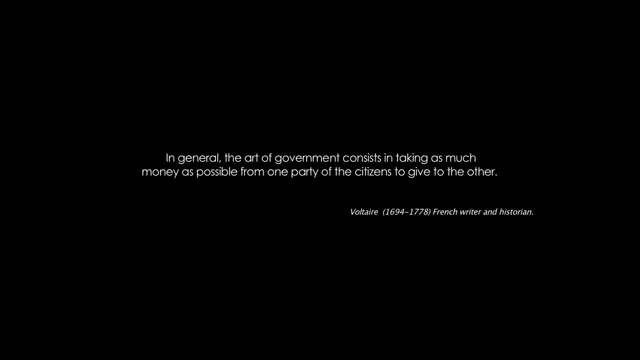 In general, the art of government consists in taking as much
money as possible from one party of the citizens to give to the other.
Voltaire (1694-1778) French writer and historian.